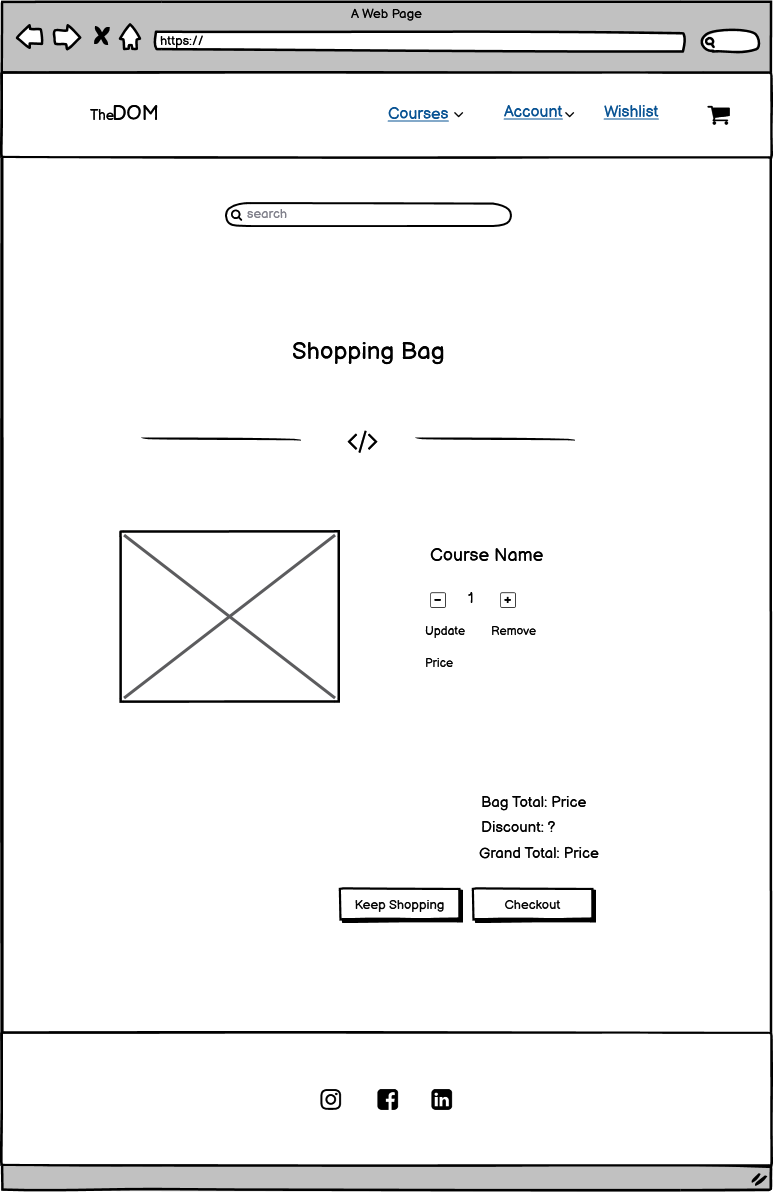 A Web Page
https://
TheDOM
Courses
Account
Wishlist
search
Shopping Bag
</>
Course Name
1
Update Remove
Price
Bag Total: Price
Discount: ?
Grand Total: Price
Keep Shopping
Checkout